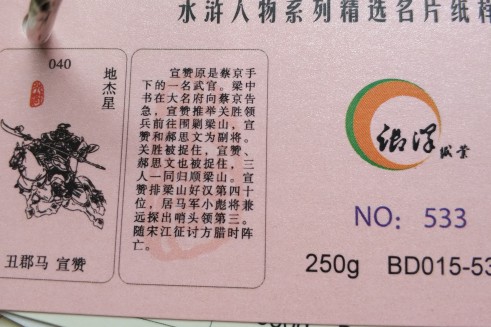 水浒人物系列精选名片纸样
040
地杰星
丑郡马 宣赞
宣赞原是蔡京手
下的一名武官。梁中
书在大名府向蔡京告
急，宣赞推举关胜领
兵前往围剿梁山，宣
赞和郝思文为副将。
关胜被捉住，宣赞、
郝思文也被捉住，三
人一同归顺梁山。宣
赞排梁山好汉第四十
位，居马军小彪将兼
远探出哨头领第三。
随宋江征讨方腊时阵
亡。
纸业
NO: 533
250g
BD015-53